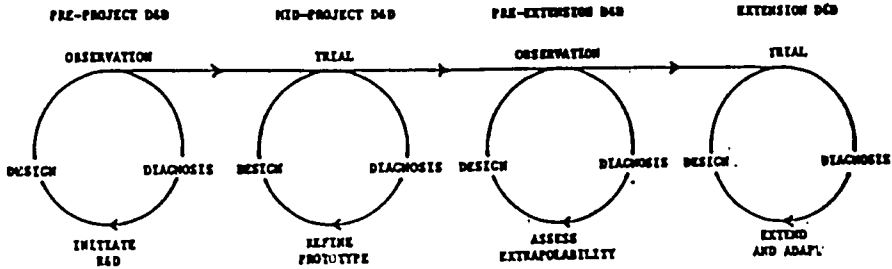 PRE-PROJECT D&D
MID-PROJECT D&D
PRE-EXTENSION D&D
EXTENSION D&D
OBSERVATION
TRIAL
OBSERVATION
TRIAL
DESIGN
DIAGNOSIS
DESIGN
DIAGNOSIS
DESIGN
DIAGNOSIS
DESIGN
DIAGNOSIS
INITIATE
R&D
REFINE
PROTOTYPE
ASSESS
EXTRAPOLABILITY
EXTEND
AND ADAPT